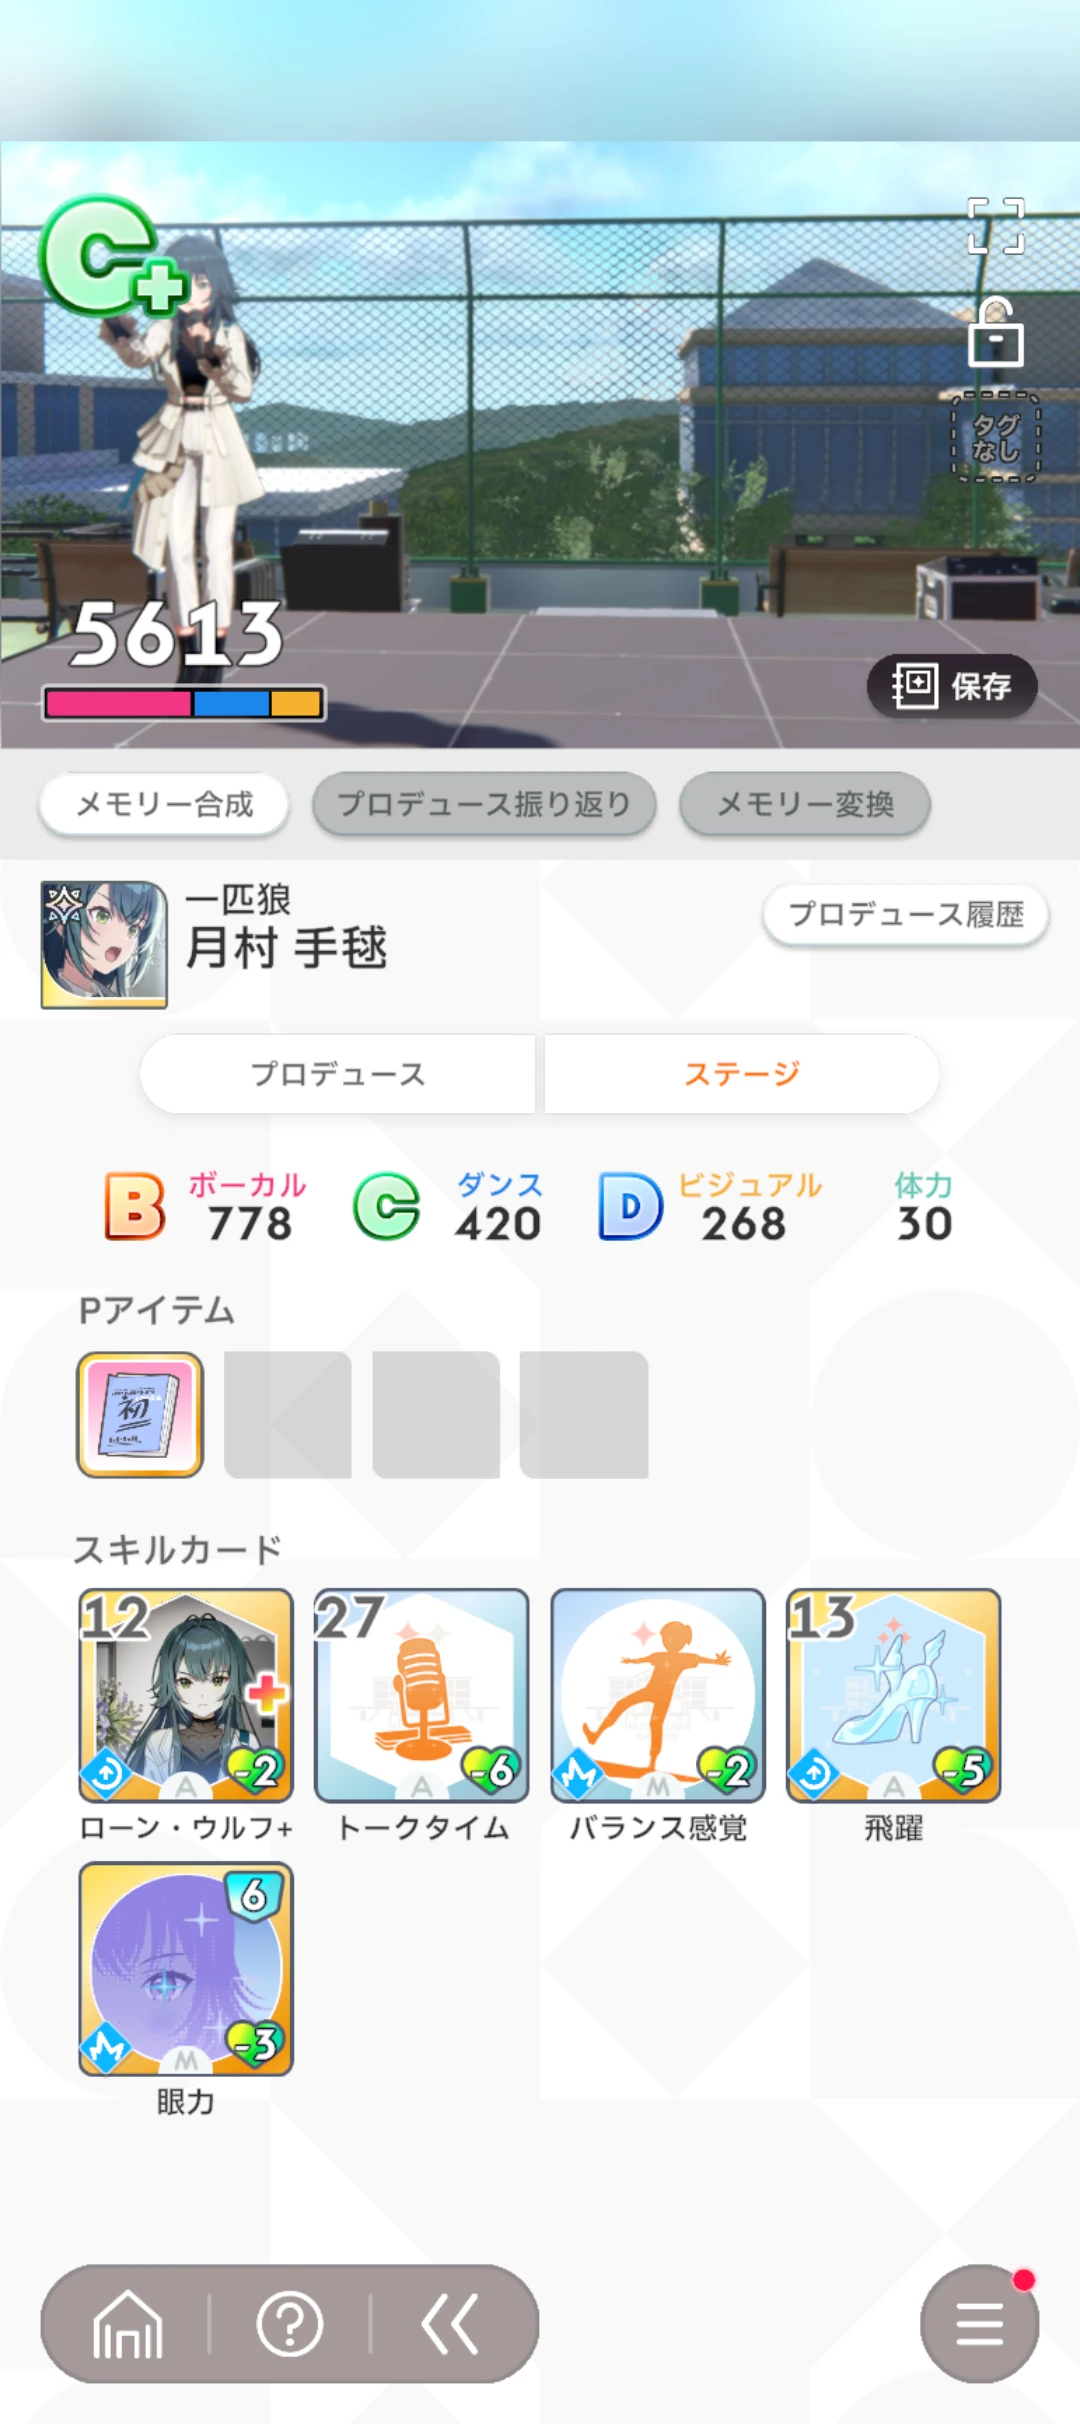 C+
タグ
なし
5613
保存
メモリー合成
プロデュース振り返り
メモリー変換
一匹狼
月村 手毬
プロデュース履歴
プロデュース
ステージ
B ボーカル 778
C ダンス 420
D ビジュアル 268
体力 30
Pアイテム
初
スキルカード
12 A -2
27 A -6
M -2
13 A -5
ローン・ウルフ+
トークタイム
バランス感覚
飛躍
6 M -3
眼力